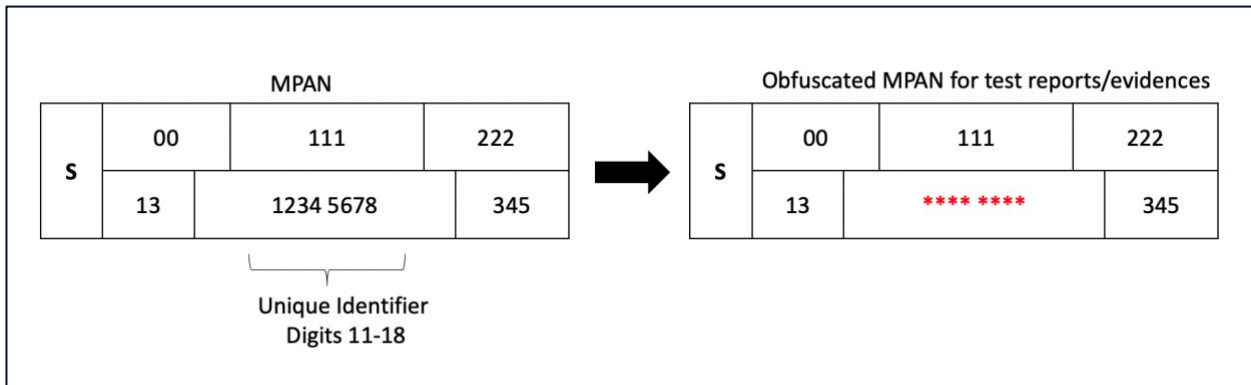 MPAN
S
00 111 222
13 1234 5678 345
Unique Identifier
Digits 11-18
Obfuscated MPAN for test reports/evidences
S
00 111 222
13 **** **** 345